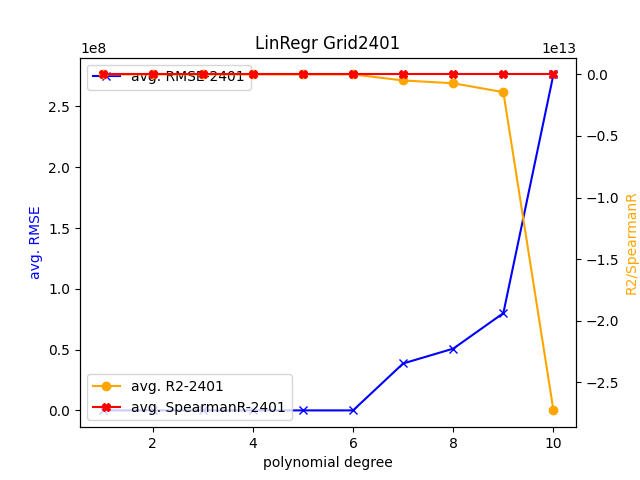 LinRegr Grid2401
1e8
1e13
avg. RMSE-2401
2.5
2.0
1.5
1.0
0.5
0.0
avg. RMSE
0.0
−0.5
−1.0
−1.5
−2.0
−2.5
R2/SpearmanR
avg. R2-2401
avg. SpearmanR-2401
2
4
6
8
10
polynomial degree